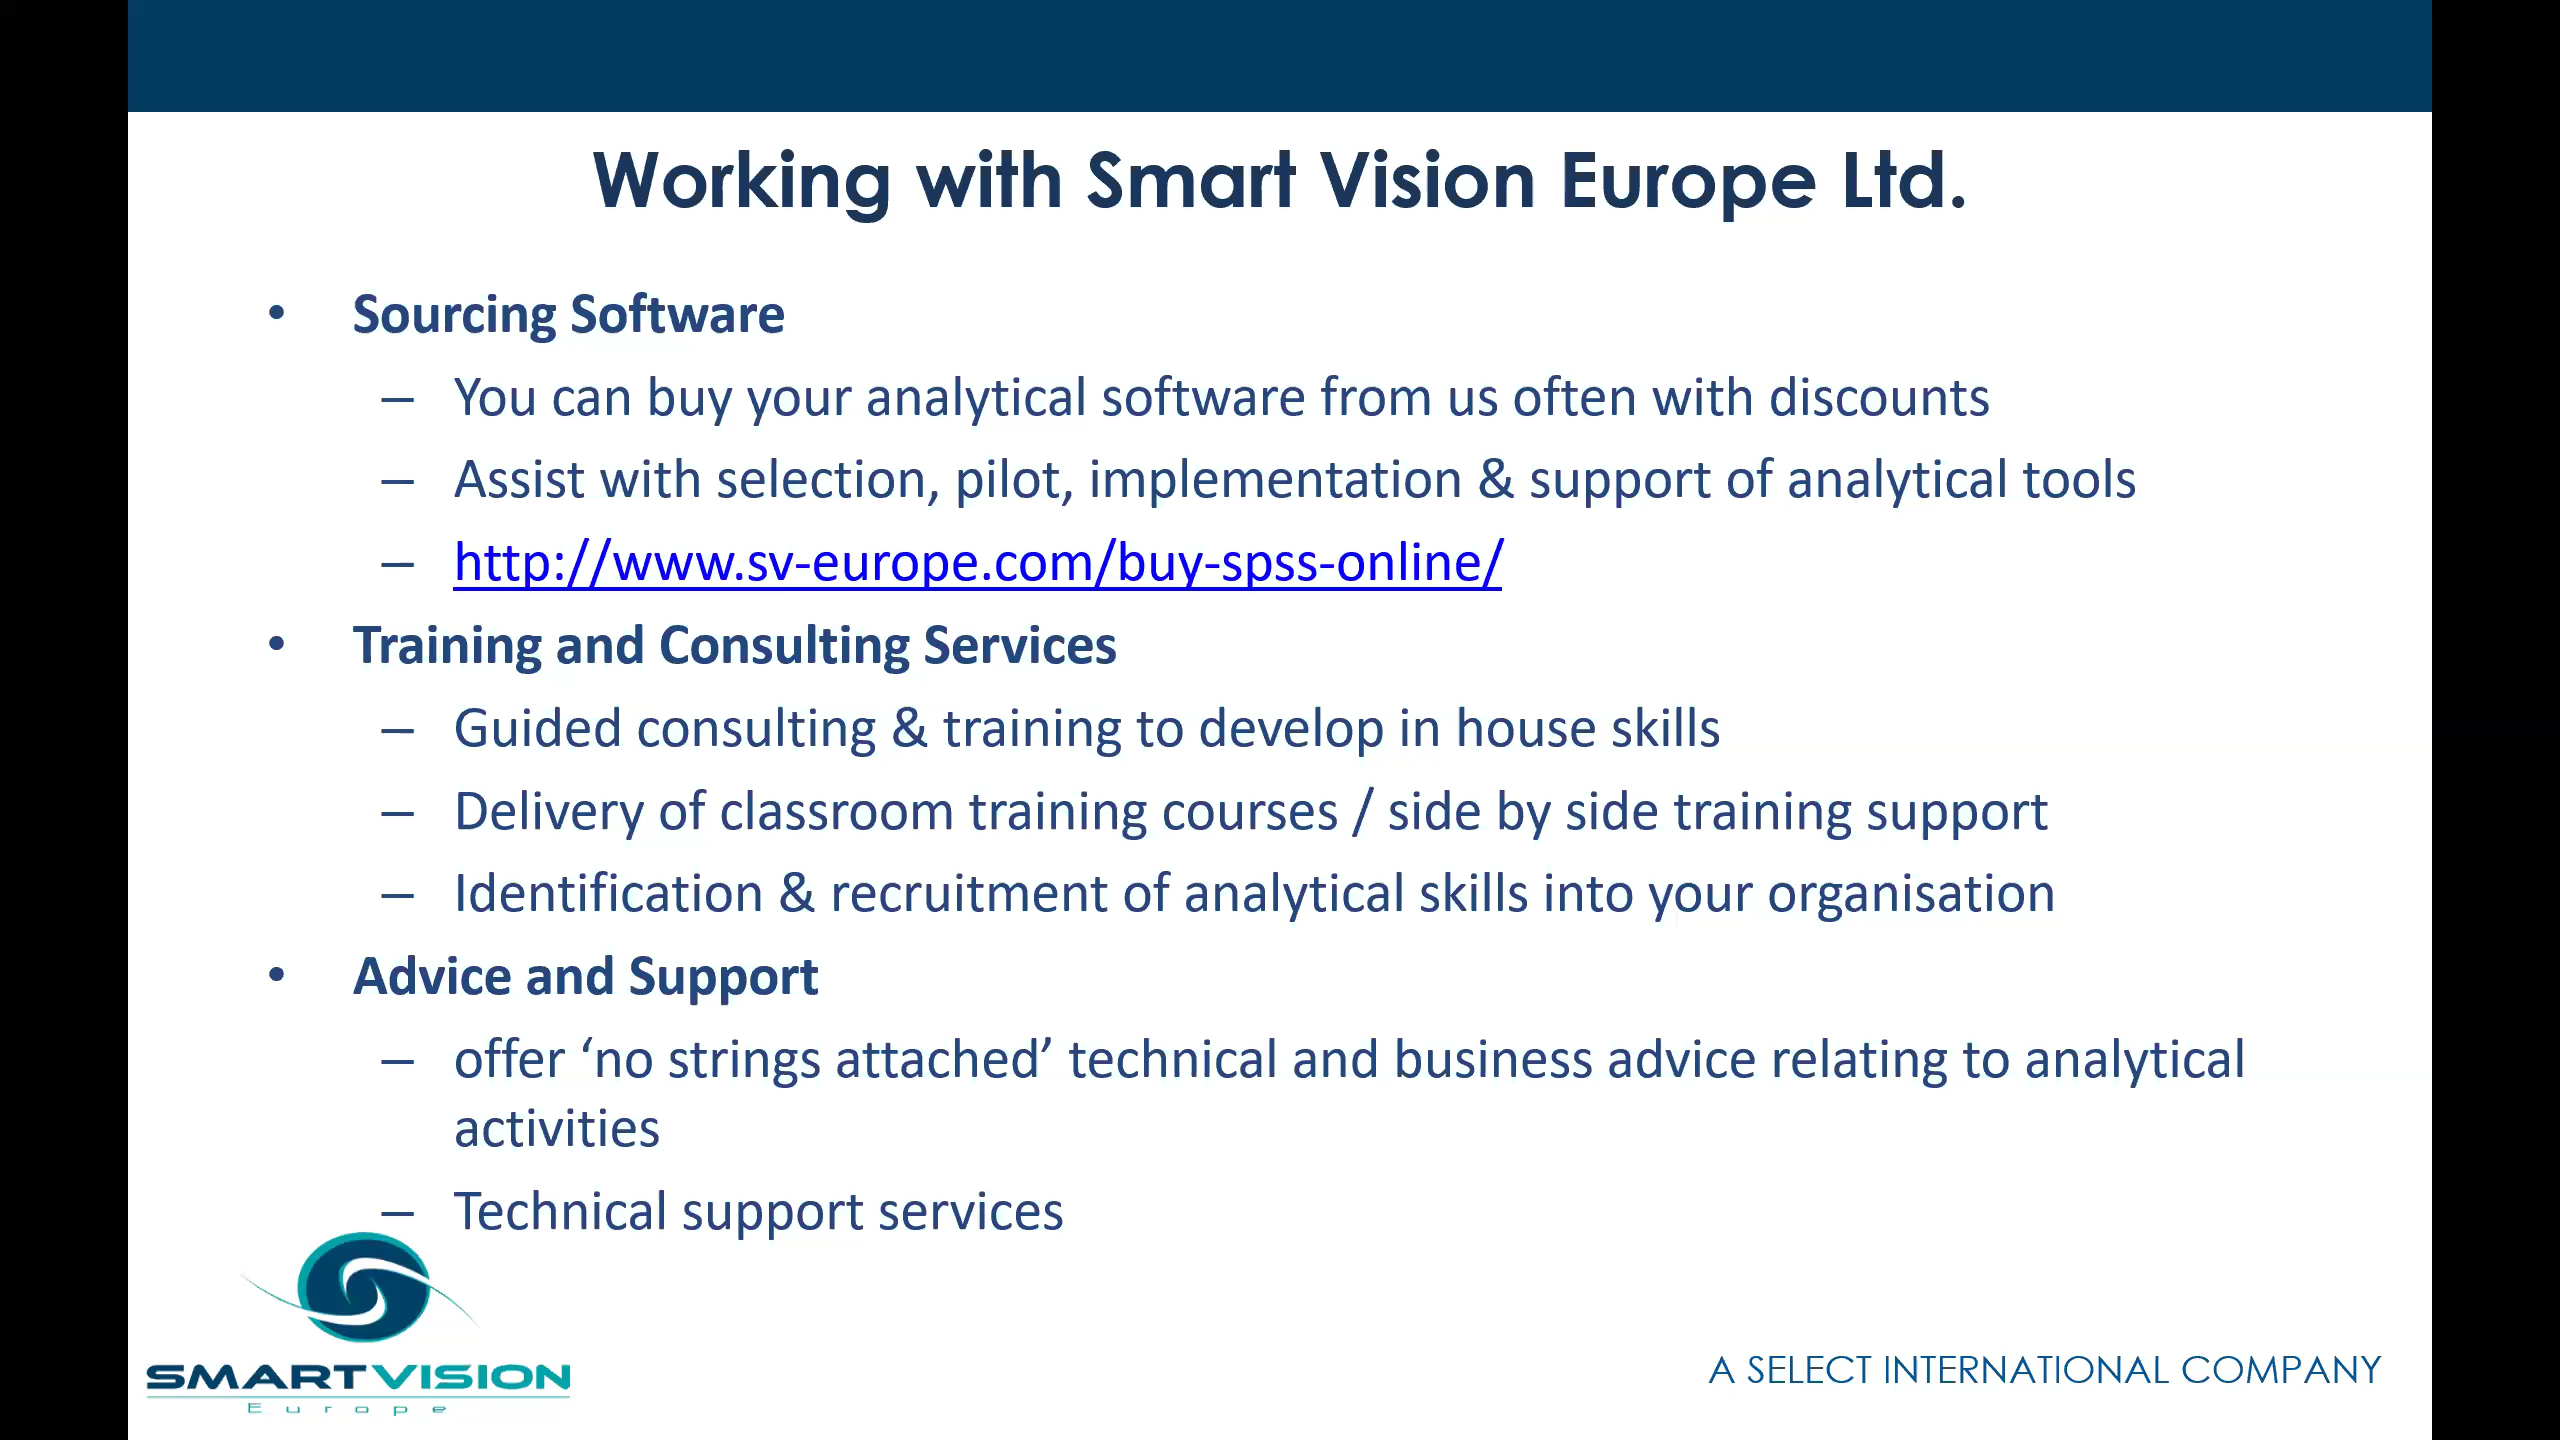 Working with Smart Vision Europe Ltd.
• Sourcing Software
– You can buy your analytical software from us often with discounts
– Assist with selection, pilot, implementation & support of analytical tools
– http://www.sv-europe.com/buy-spss-online/
• Training and Consulting Services
– Guided consulting & training to develop in house skills
– Delivery of classroom training courses / side by side training support
– Identification & recruitment of analytical skills into your organisation
• Advice and Support
– offer ‘no strings attached’ technical and business advice relating to analytical
activities
– Technical support services
SMARTVISION
Europe
A SELECT INTERNATIONAL COMPANY